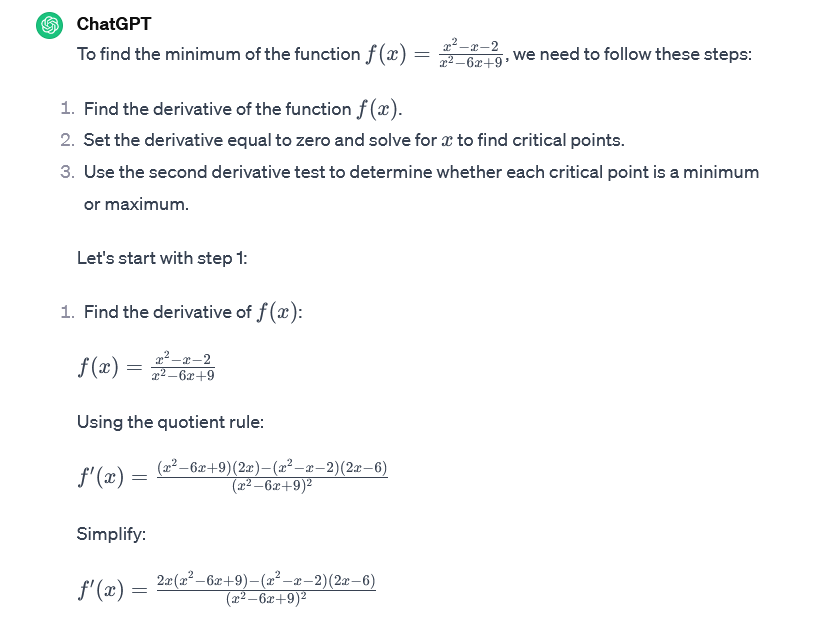 ChatGPT
To find the minimum of the function f(x) = \frac{x^2−x−2}{x^2−6x+9}, we need to follow these steps:
1. Find the derivative of the function f(x).
2. Set the derivative equal to zero and solve for x to find critical points.
3. Use the second derivative test to determine whether each critical point is a minimum
or maximum.
Let's start with step 1:
1. Find the derivative of f(x):
f(x) = \frac{x^2−x−2}{x^2−6x+9}
Using the quotient rule:
f′(x) = \frac{(x^2−6x+9)(2x)−(x^2−x−2)(2x−6)}{(x^2−6x+9)^2}
Simplify:
f′(x) = \frac{2x(x^2−6x+9)−(x^2−x−2)(2x−6)}{(x^2−6x+9)^2}